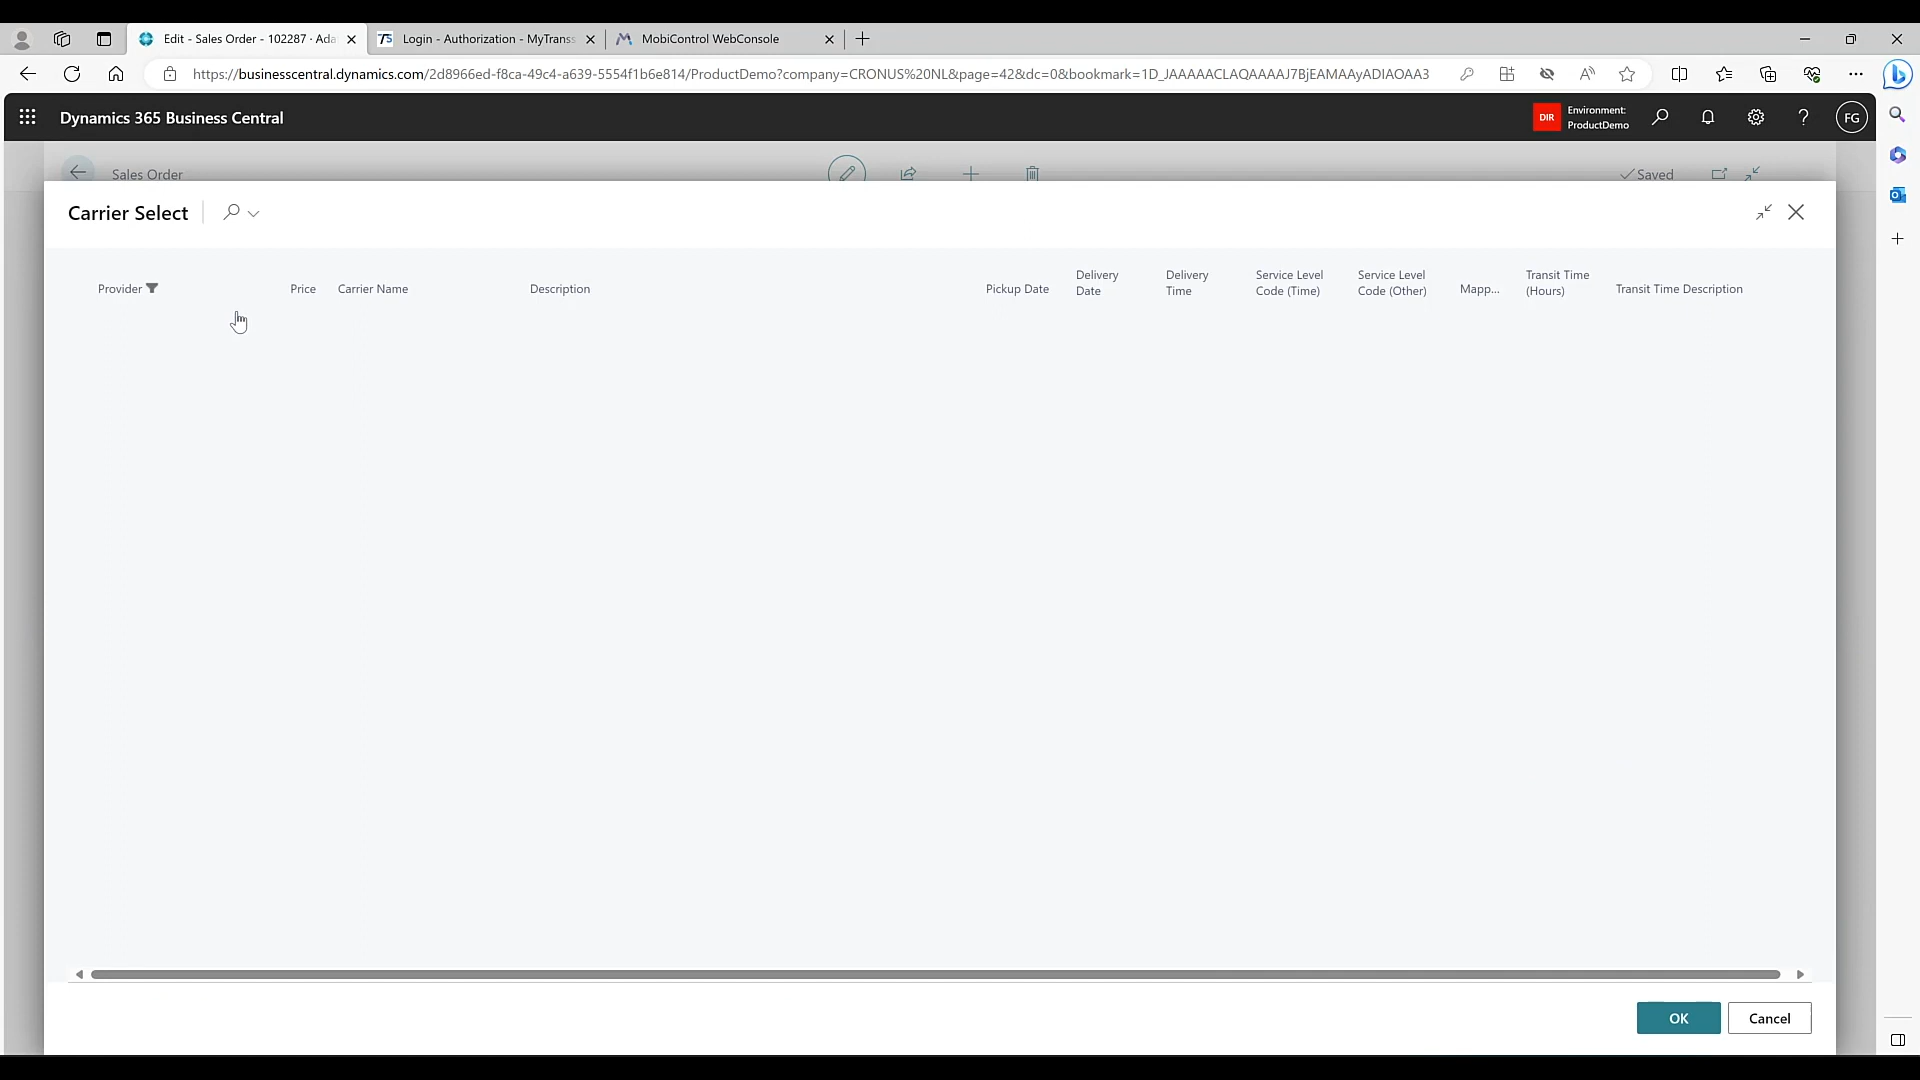 Edit - Sales Order - 102287 · Ada
Login - Authorization - MyTranss
MobiControl WebConsole
https://businesscentral.dynamics.com/2d8966ed-f8ca-49c4-a639-5554f1b6e814/ProductDemo?company=CRONUS%20NL&page=42&dc=0&bookmark=1D_JAAAAACLAQAAAAJ7BjEAMAAyADIAOAA3
Dynamics 365 Business Central
DIR
Environment:
ProductDemo
FG
Sales Order
Saved
Carrier Select
Provider
Price
Carrier Name
Description
Pickup Date
Delivery
Date
Delivery
Time
Service Level
Code (Time)
Service Level
Code (Other)
Mapp...
Transit Time
(Hours)
Transit Time Description
OK
Cancel